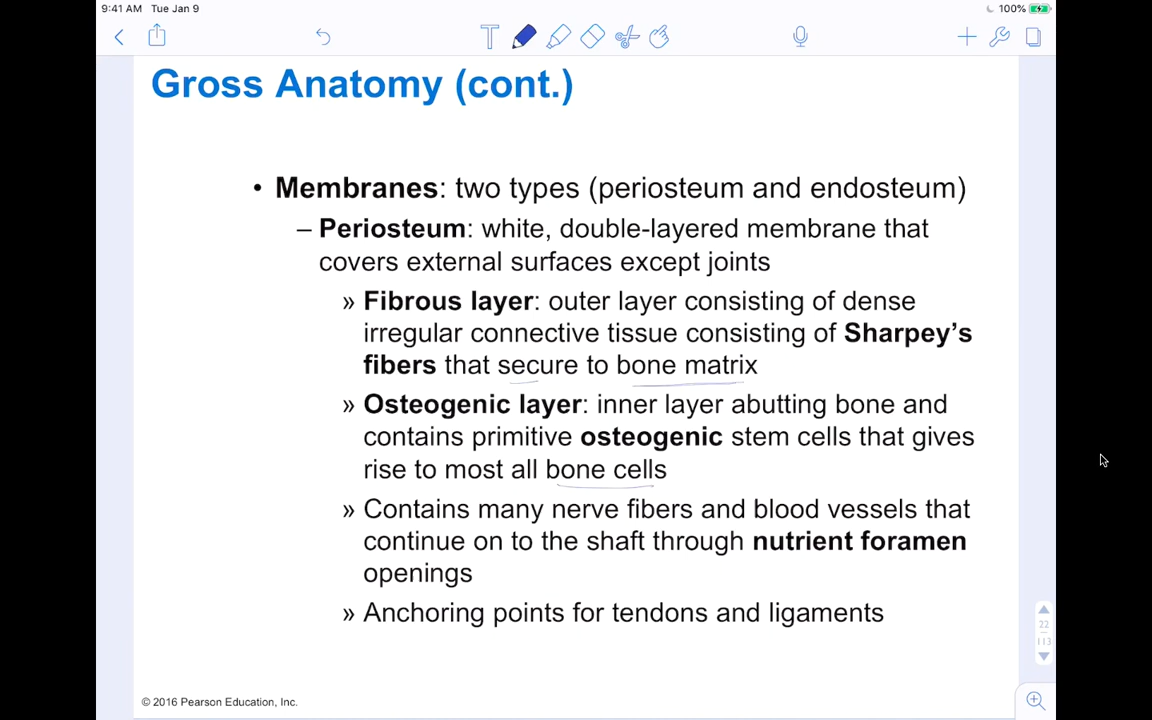 9:41 AM Tue Jan 9
100%
T
Gross Anatomy (cont.)
• Membranes: two types (periosteum and endosteum)
– Periosteum: white, double-layered membrane that
covers external surfaces except joints
» Fibrous layer: outer layer consisting of dense
irregular connective tissue consisting of Sharpey’s
fibers that secure to bone matrix
» Osteogenic layer: inner layer abutting bone and
contains primitive osteogenic stem cells that gives
rise to most all bone cells
» Contains many nerve fibers and blood vessels that
continue on to the shaft through nutrient foramen
openings
» Anchoring points for tendons and ligaments
22
113
© 2016 Pearson Education, Inc.